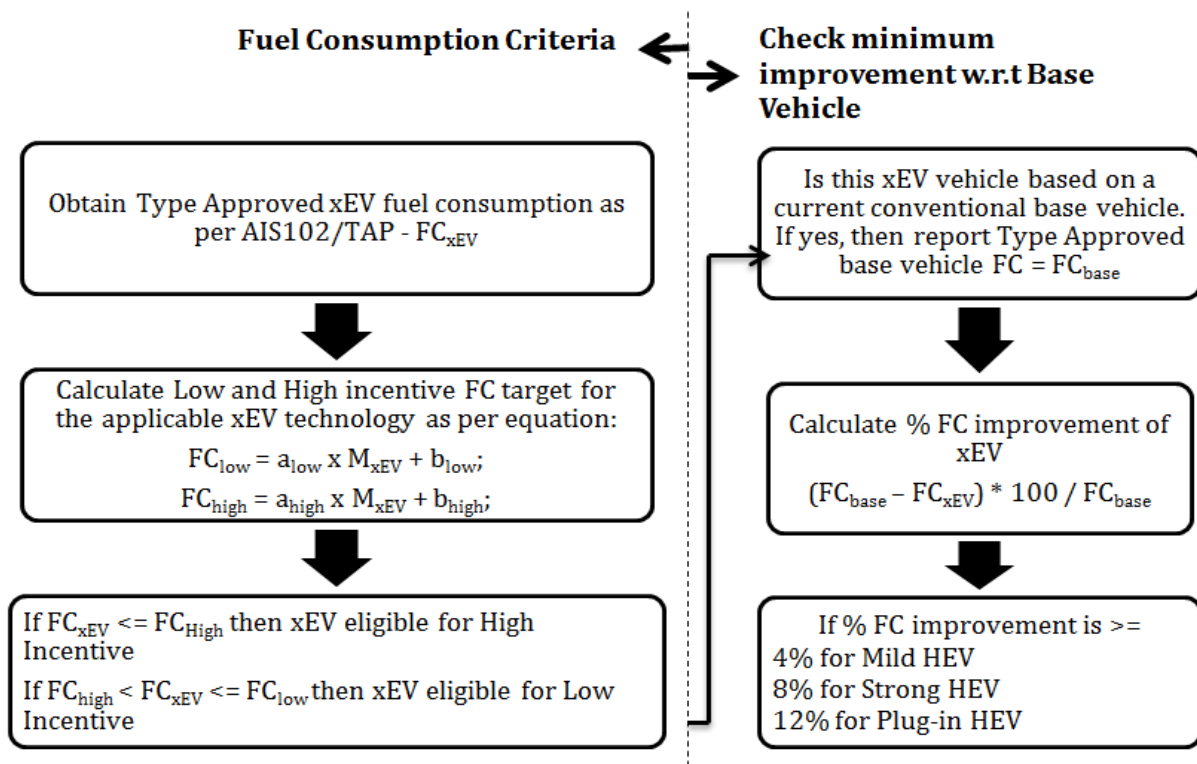 Fuel Consumption Criteria
Obtain Type Approved xEV fuel consumption as
per AIS102/TAP - FCxEV
Calculate Low and High incentive FC target for
the applicable xEV technology as per equation:
FClow = alow x MxEV + blow;
FChigh = ahigh x MxEV + bhigh;
If FCxEV <= FCHigh then xEV eligible for High
Incentive
If FChigh < FCxEV <= FClow then xEV eligible for Low
Incentive
Check minimum
improvement w.r.t Base
Vehicle
Is this xEV vehicle based on a
current conventional base vehicle.
If yes, then report Type Approved
base vehicle FC = FCbase
Calculate % FC improvement of
xEV
(FCbase – FCxEV) * 100 / FCbase
If % FC improvement is >=
4% for Mild HEV
8% for Strong HEV
12% for Plug-in HEV